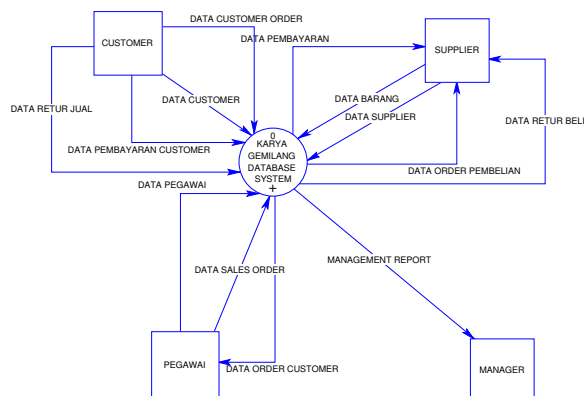 DATA CUSTOMER ORDER
CUSTOMER
DATA PEMBAYARAN
SUPPLIER
DATA RETUR JUAL
DATA CUSTOMER
DATA BARANG
DATA SUPPLIER
DATA RETUR BELI
DATA PEMBAYARAN CUSTOMER
0
KARYA
GEMILANG
DATABASE
SYSTEM
+
DATA ORDER PEMBELIAN
DATA PEGAWAI
DATA SALES ORDER
MANAGEMENT REPORT
PEGAWAI
DATA ORDER CUSTOMER
MANAGER